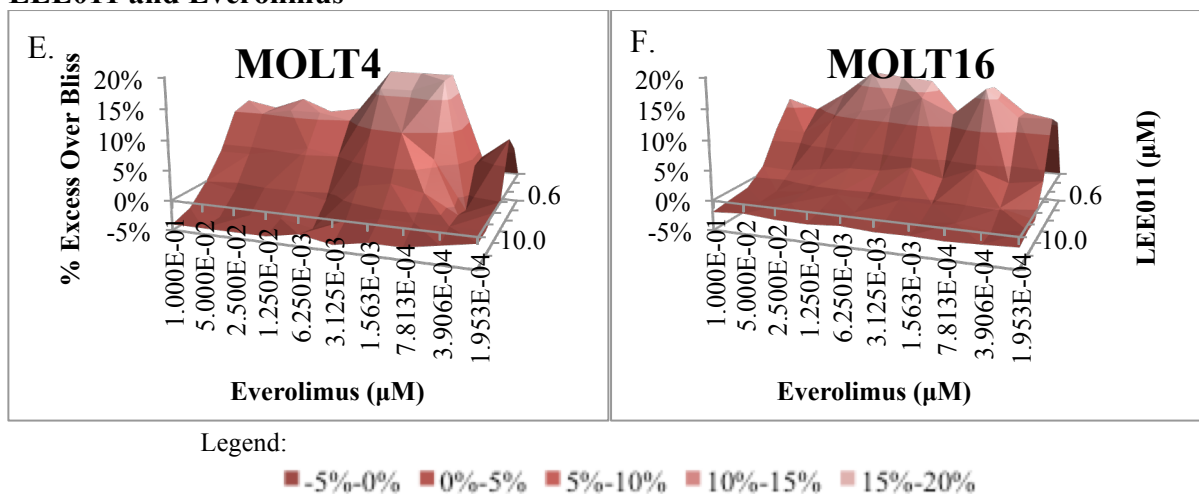 LEE011 and Everolimus
E.
MOLT4
% Excess Over Bliss
20%
15%
10%
5%
0%
-5%
0.6
10.0
1.000E-01
5.000E-02
2.500E-02
1.250E-02
6.250E-03
3.125E-03
1.563E-03
7.813E-04
3.906E-04
1.953E-04
Everolimus (µM)
F.
MOLT16
20%
15%
10%
5%
0%
-5%
0.6
10.0
LEE011 (µM)
1.000E-01
5.000E-02
2.500E-02
1.250E-02
6.250E-03
3.125E-03
1.563E-03
7.813E-04
3.906E-04
1.953E-04
Everolimus (µM)
Legend:
-5%-0% 0%-5% 5%-10% 10%-15% 15%-20%